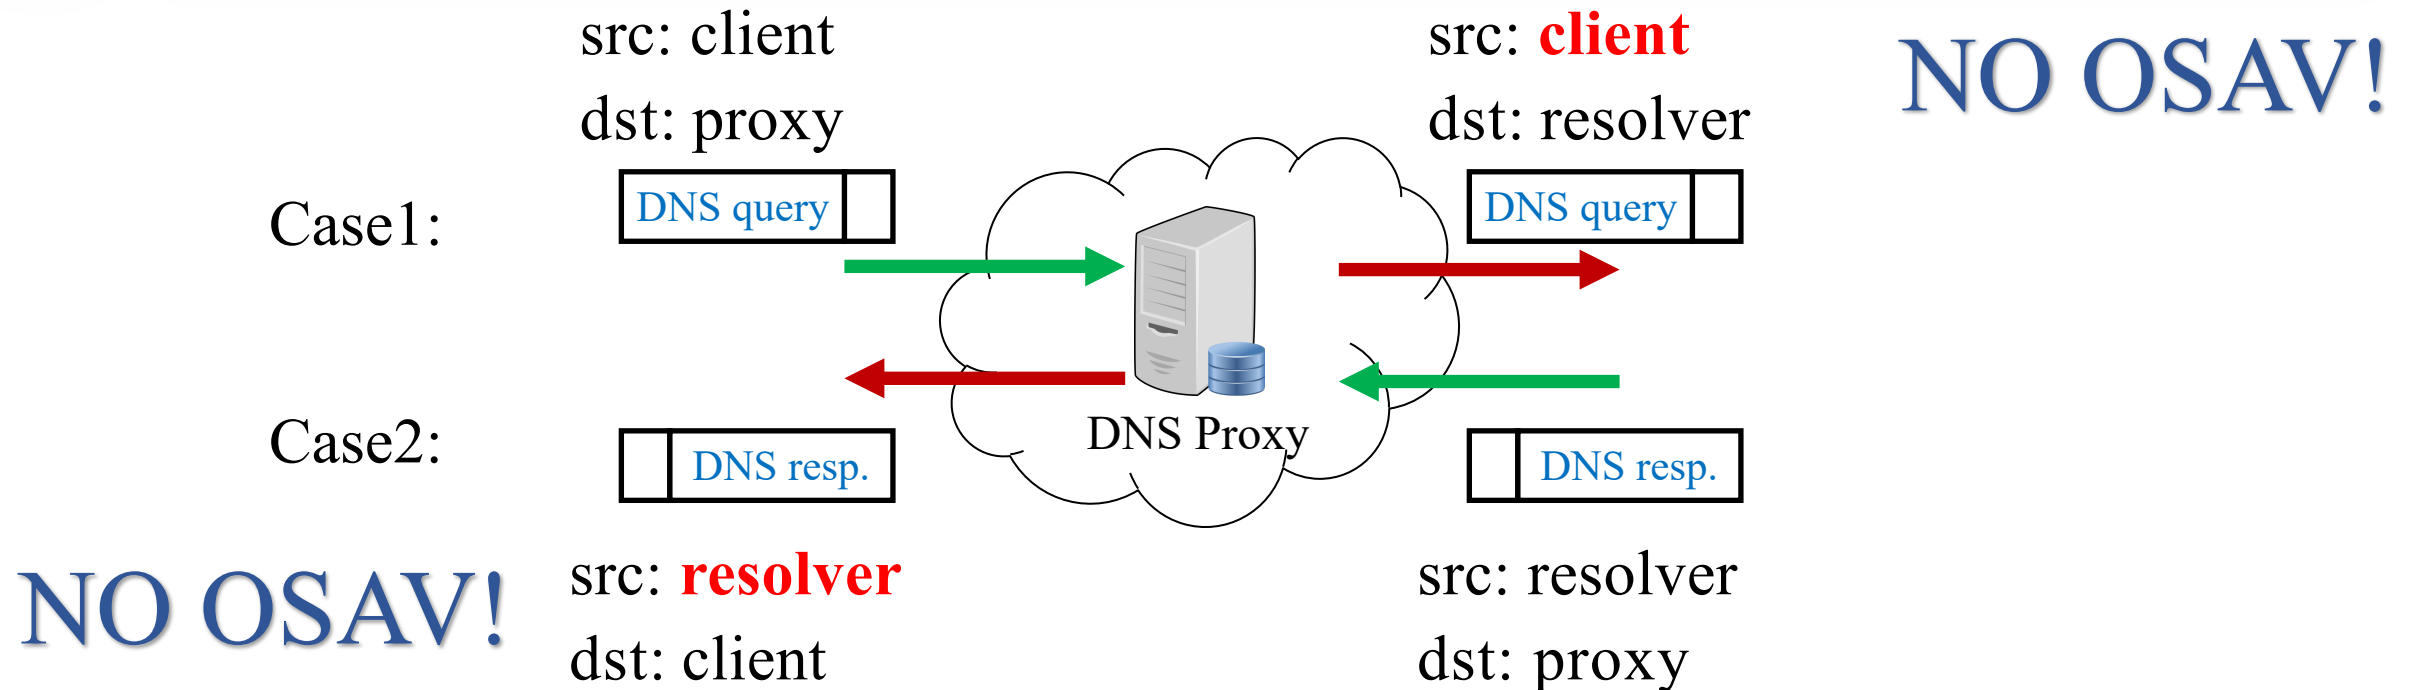 src: client
dst: proxy
src: client
dst: resolver
NO OSAV!
Case1:
DNS query
DNS query
DNS Proxy
Case2:
DNS resp.
DNS resp.
NO OSAV!
src: resolver
dst: client
src: resolver
dst: proxy